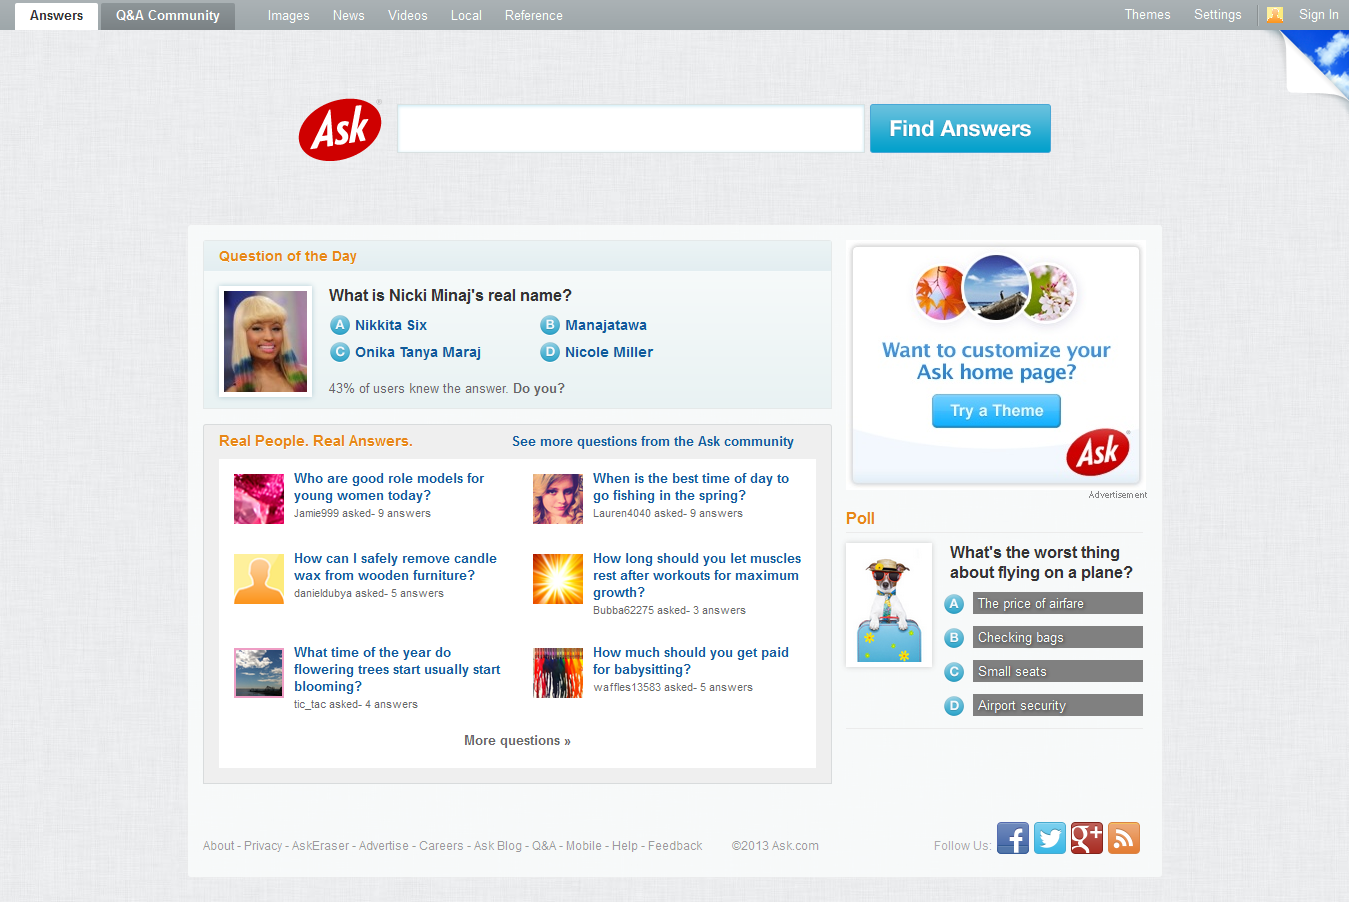 Answers
Q&A Community
Images
News
Videos
Local
Reference
Themes
Settings
Sign In
Ask
Find Answers
Question of the Day
What is Nicki Minaj's real name?
A Nikkita Six
B Manajatawa
C Onika Tanya Maraj
D Nicole Miller
43% of users knew the answer. Do you?
Real People. Real Answers.
See more questions from the Ask community
Who are good role models for
young women today?
Jamie999 asked- 9 answers
When is the best time of day to
go fishing in the spring?
Lauren4040 asked- 9 answers
How can I safely remove candle
wax from wooden furniture?
danieldubya asked- 5 answers
How long should you let muscles
rest after workouts for maximum
growth?
Bubba62275 asked- 3 answers
What time of the year do
flowering trees start usually start
blooming?
tic_tac asked- 4 answers
How much should you get paid
for babysitting?
waffles13583 asked- 5 answers
More questions »
Want to customize your
Ask home page?
Try a Theme
Ask
Advertisement
Poll
What's the worst thing
about flying on a plane?
A The price of airfare
B Checking bags
C Small seats
D Airport security
About - Privacy - AskEraser - Advertise - Careers - Ask Blog - Q&A - Mobile - Help - Feedback
©2013 Ask.com
Follow Us: